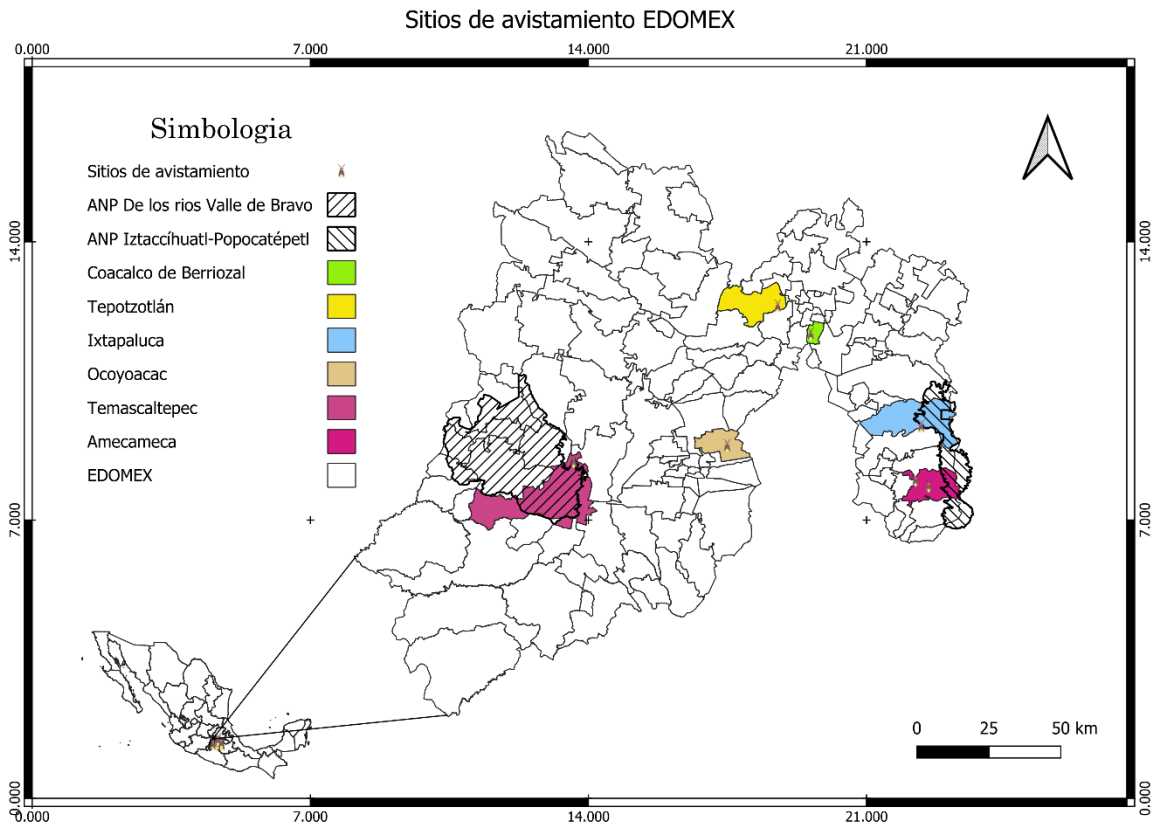 Sitios de avistamiento EDOMEX
0.000 7.000 14.000 21.000
Simbologia
Sitios de avistamiento
ANP De los rios Valle de Bravo
ANP Iztaccíhuatl-Popocatépetl
Coacalco de Berriozal
Tepotzotlán
Ixtapaluca
Ocoyoacac
Temascaltepec
Amecameca
EDOMEX
14.000 14.000
7.000 7.000
0 25 50 km
0.000 0.000
0.000 7.000 14.000 21.000